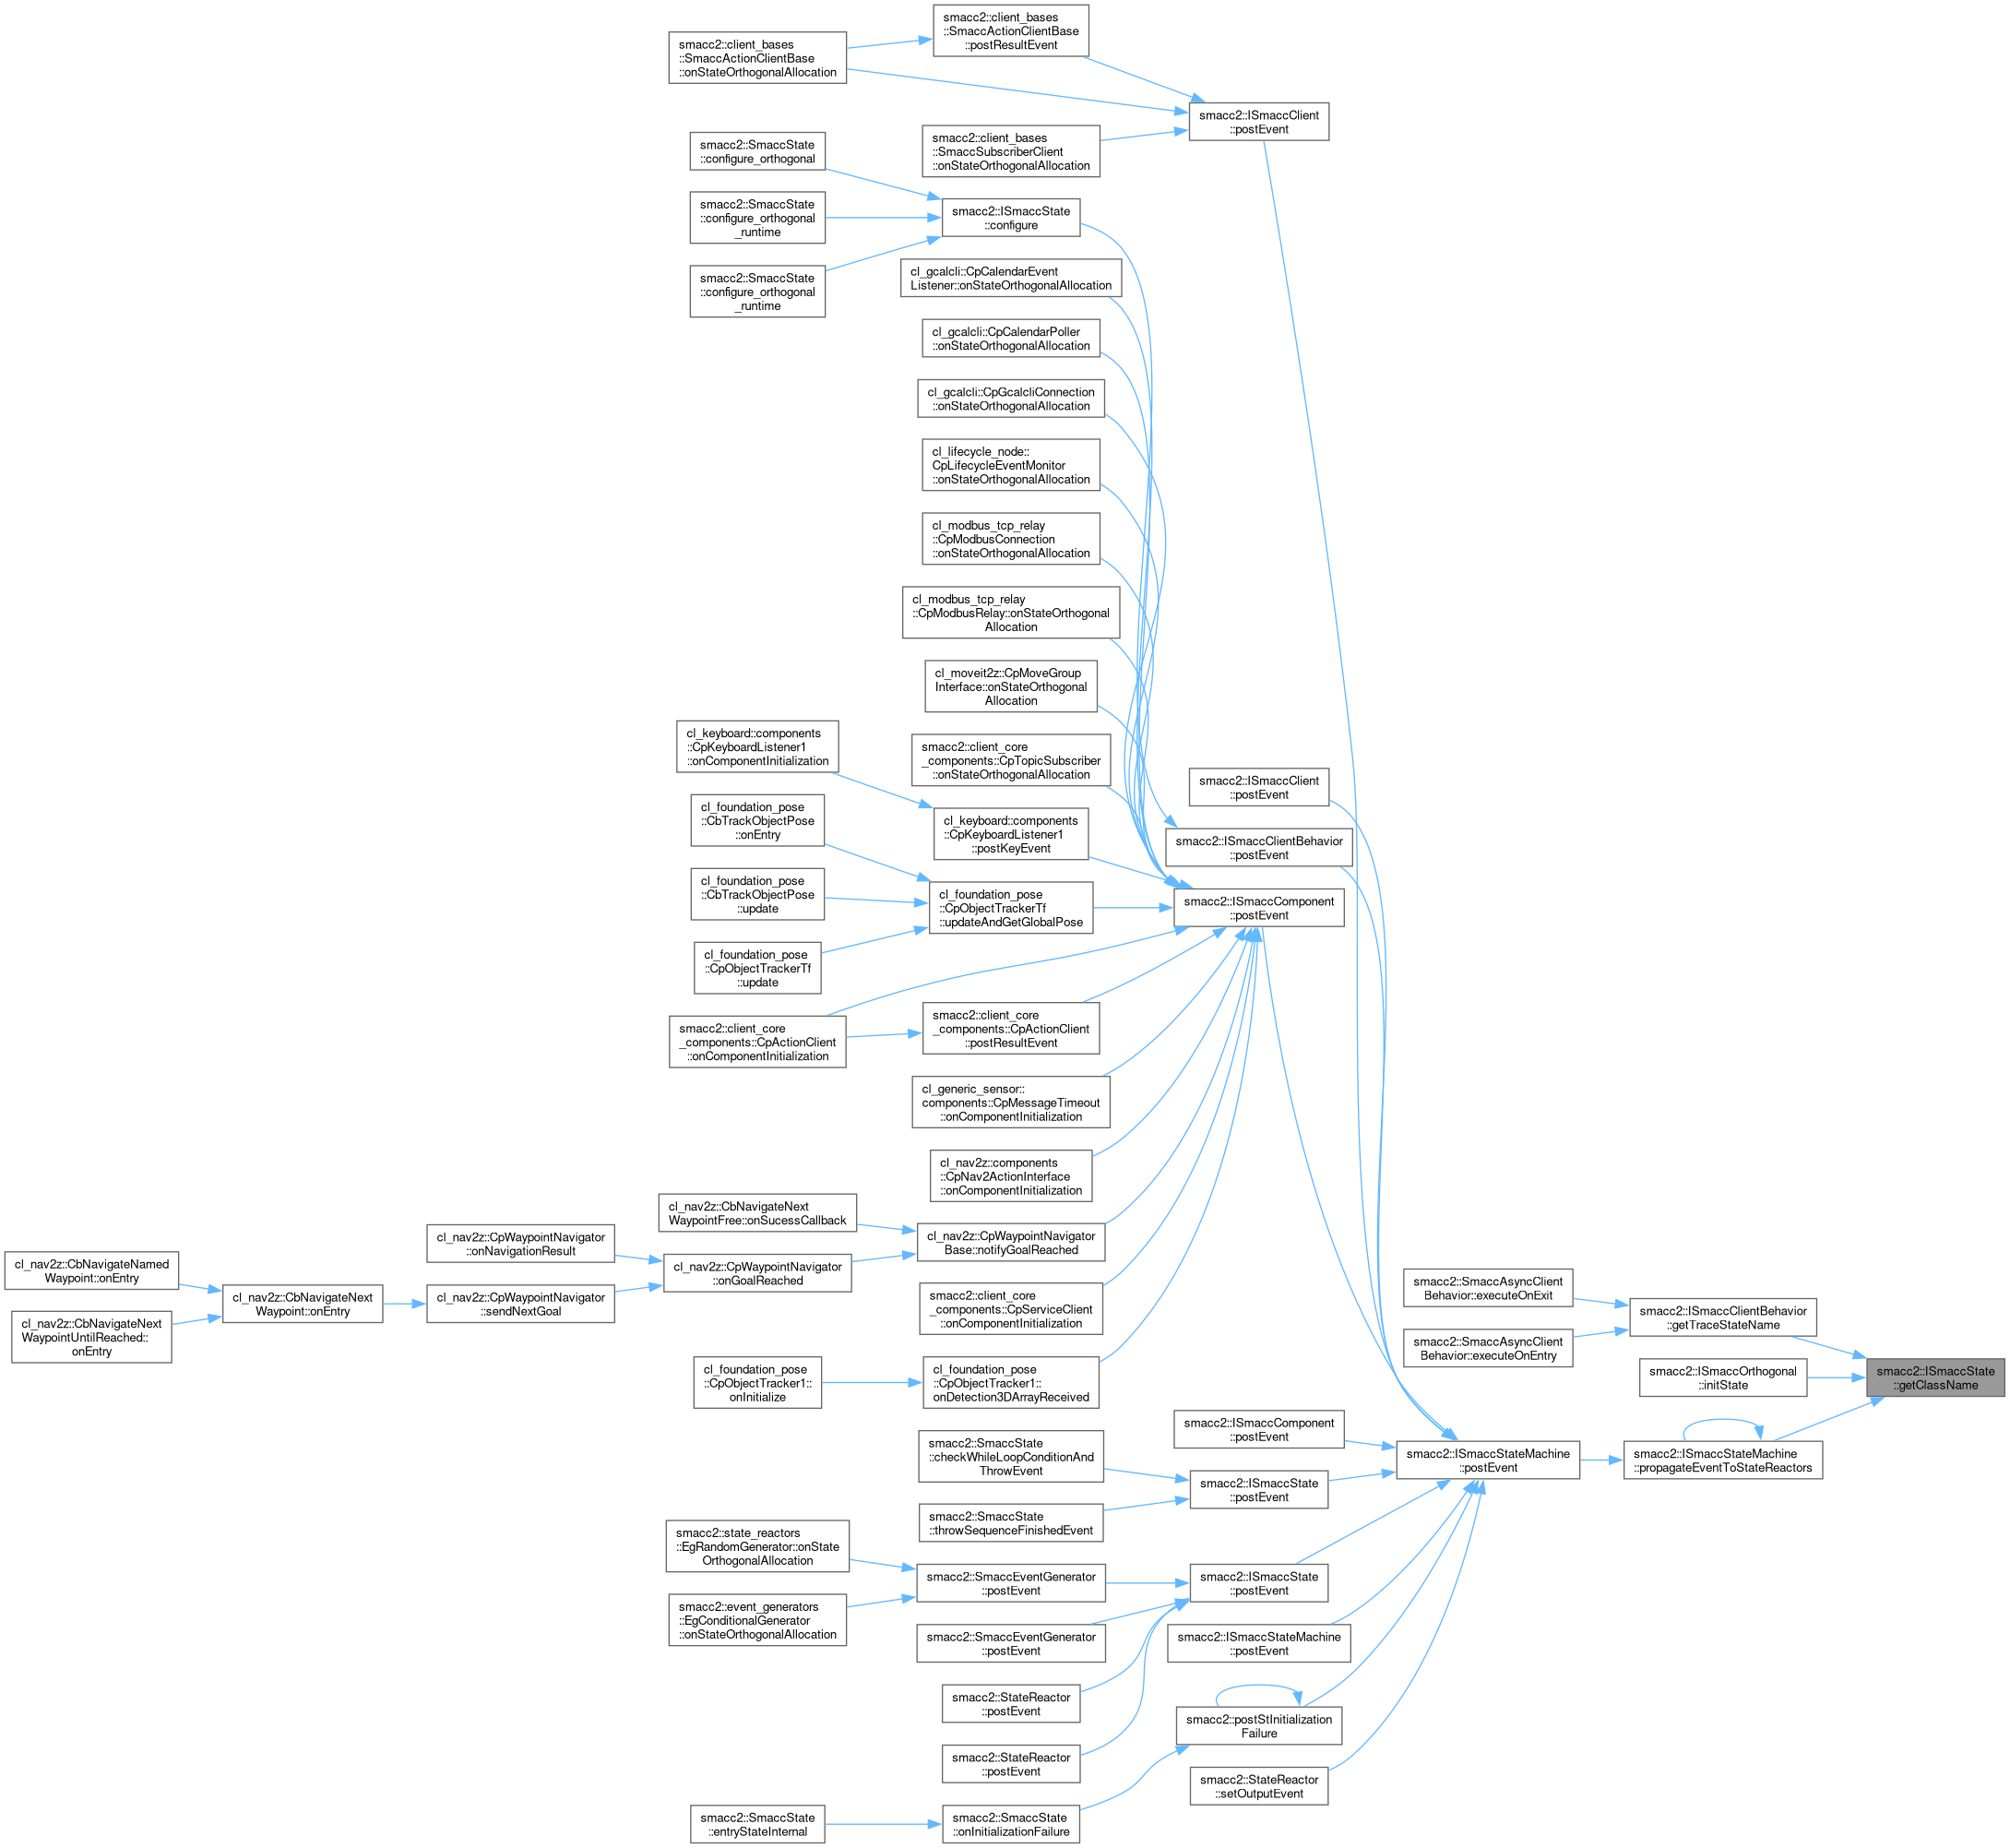 smacc2::client_bases
::SmaccActionClientBase
::postResultEvent
smacc2::client_bases
::SmaccActionClientBase
::onStateOrthogonalAllocation
smacc2::ISmaccClient
::postEvent
smacc2::client_bases
::SmaccSubscriberClient
::onStateOrthogonalAllocation
smacc2::SmaccState
::configure_orthogonal
smacc2::SmaccState
::configure_orthogonal
_runtime
smacc2::ISmaccState
::configure
smacc2::SmaccState
::configure_orthogonal
_runtime
cl_gcalcli::CpCalendarEvent
Listener::onStateOrthogonalAllocation
cl_gcalcli::CpCalendarPoller
::onStateOrthogonalAllocation
cl_gcalcli::CpGcalcliConnection
::onStateOrthogonalAllocation
cl_lifecycle_node::
CpLifecycleEventMonitor
::onStateOrthogonalAllocation
cl_modbus_tcp_relay
::CpModbusConnection
::onStateOrthogonalAllocation
cl_modbus_tcp_relay
::CpModbusRelay::onStateOrthogonal
Allocation
cl_moveit2z::CpMoveGroup
Interface::onStateOrthogonal
Allocation
cl_keyboard::components
::CpKeyboardListener1
::onComponentInitialization
smacc2::client_core
_components::CpTopicSubscriber
::onStateOrthogonalAllocation
smacc2::ISmaccClient
::postEvent
cl_foundation_pose
::CbTrackObjectPose
::onEntry
cl_keyboard::components
::CpKeyboardListener1
::postKeyEvent
smacc2::ISmaccClientBehavior
::postEvent
cl_foundation_pose
::CbTrackObjectPose
::update
cl_foundation_pose
::CpObjectTrackerTf
::updateAndGetGlobalPose
smacc2::ISmaccComponent
::postEvent
cl_foundation_pose
::CpObjectTrackerTf
::update
smacc2::client_core
_components::CpActionClient
::onComponentInitialization
smacc2::client_core
_components::CpActionClient
::postResultEvent
cl_generic_sensor::
components::CpMessageTimeout
::onComponentInitialization
cl_nav2z::components
::CpNav2ActionInterface
::onComponentInitialization
cl_nav2z::CbNavigateNext
WaypointFree::onSucessCallback
cl_nav2z::CpWaypointNavigator
Base::notifyGoalReached
cl_nav2z::CpWaypointNavigator
::onNavigationResult
cl_nav2z::CpWaypointNavigator
::onGoalReached
cl_nav2z::CbNavigateNamed
Waypoint::onEntry
cl_nav2z::CbNavigateNext
Waypoint::onEntry
cl_nav2z::CpWaypointNavigator
::sendNextGoal
cl_nav2z::CbNavigateNext
WaypointUntilReached::
onEntry
smacc2::client_core
_components::CpServiceClient
::onComponentInitialization
cl_foundation_pose
::CpObjectTracker1::
onInitialize
cl_foundation_pose
::CpObjectTracker1::
onDetection3DArrayReceived
smacc2::SmaccAsyncClient
Behavior::executeOnExit
smacc2::SmaccAsyncClient
Behavior::executeOnEntry
smacc2::ISmaccClientBehavior
::getTraceStateName
smacc2::ISmaccOrthogonal
::initState
smacc2::ISmaccState
::getClassName
smacc2::ISmaccStateMachine
::propagateEventToStateReactors
smacc2::ISmaccStateMachine
::postEvent
smacc2::ISmaccComponent
::postEvent
smacc2::SmaccState
::checkWhileLoopConditionAnd
ThrowEvent
smacc2::ISmaccState
::postEvent
smacc2::SmaccState
::throwSequenceFinishedEvent
smacc2::state_reactors
::EgRandomGenerator::onState
OrthogonalAllocation
smacc2::SmaccEventGenerator
::postEvent
smacc2::ISmaccState
::postEvent
smacc2::event_generators
::EgConditionalGenerator
::onStateOrthogonalAllocation
smacc2::SmaccEventGenerator
::postEvent
smacc2::ISmaccStateMachine
::postEvent
smacc2::StateReactor
::postEvent
smacc2::postStInitialization
Failure
smacc2::StateReactor
::postEvent
smacc2::StateReactor
::setOutputEvent
smacc2::SmaccState
::entryStateInternal
smacc2::SmaccState
::onInitializationFailure